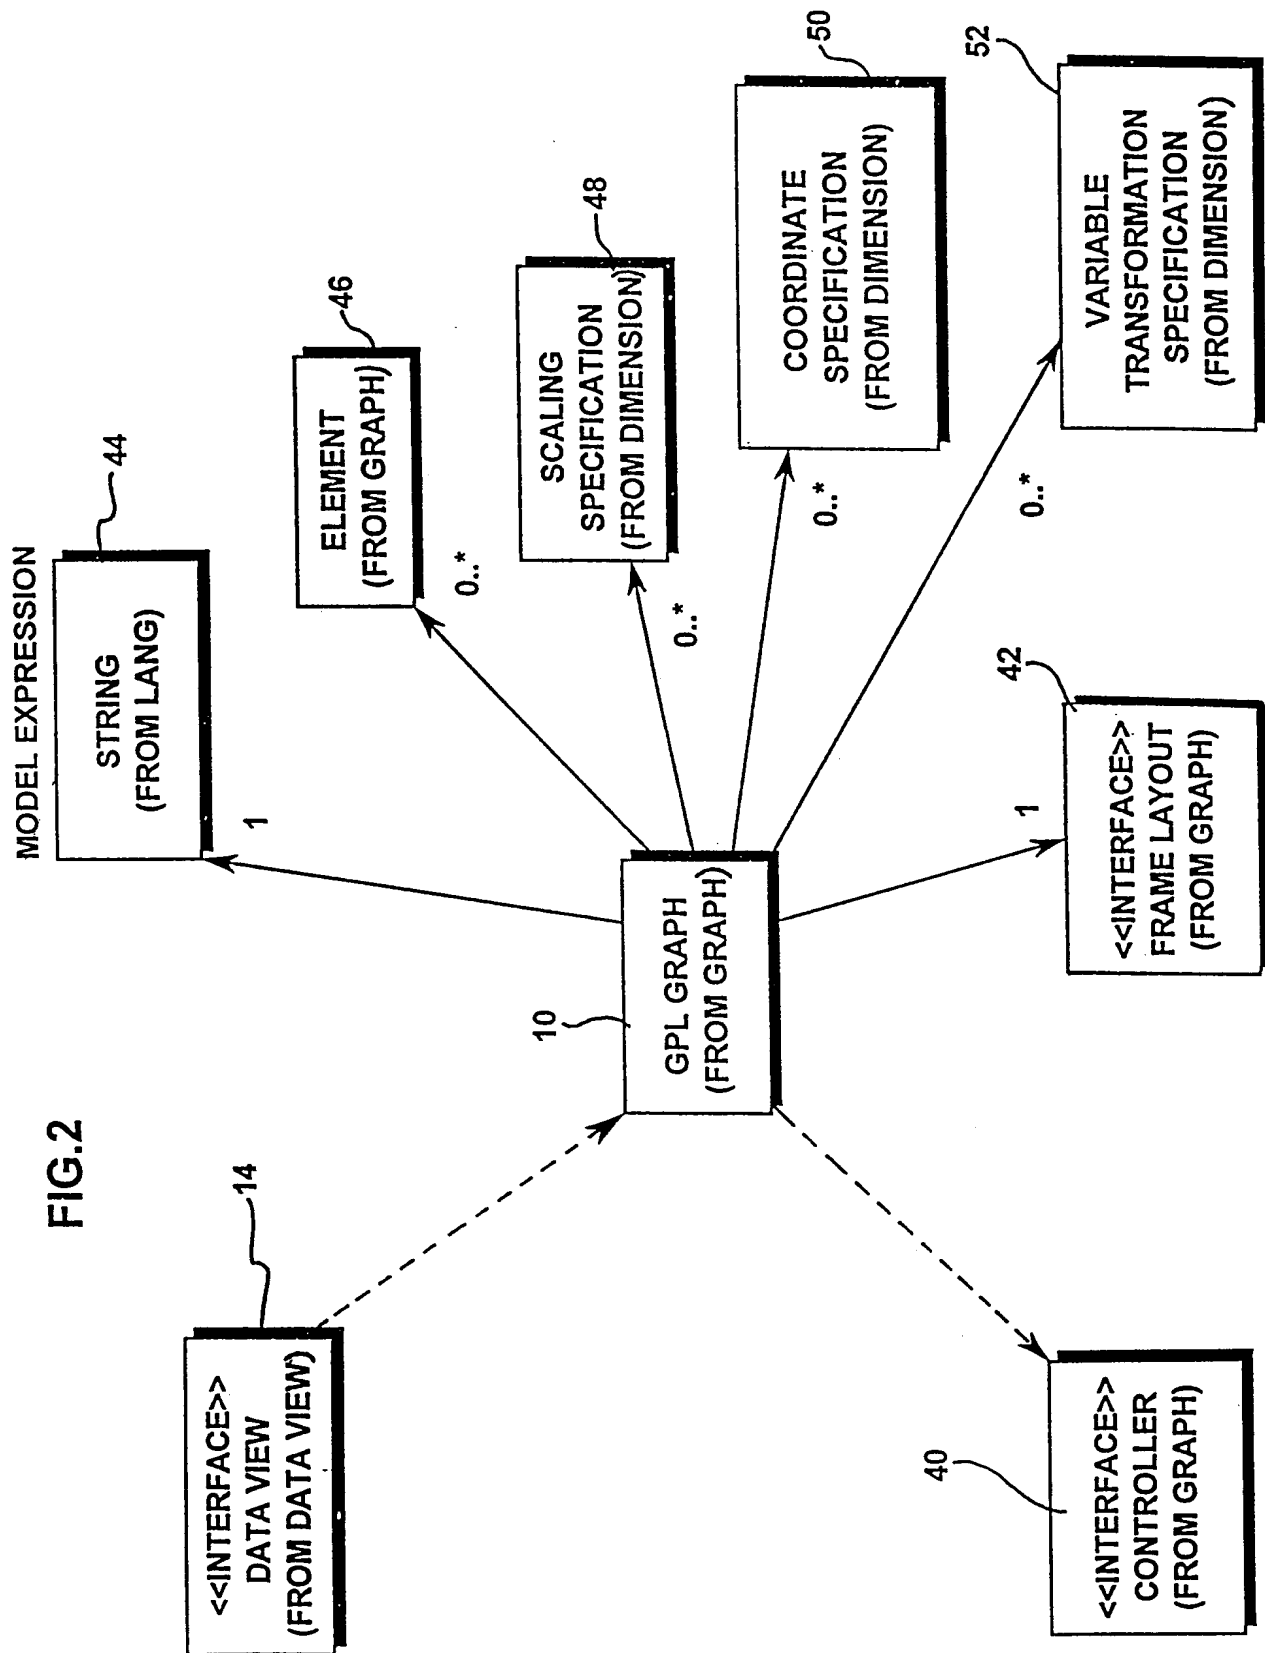 FIG.2
MODEL EXPRESSION
STRING
(FROM LANG)
44
1
ELEMENT
(FROM GRAPH)
46
0..*
SCALING
SPECIFICATION
(FROM DIMENSION)
48
0..*
COORDINATE
SPECIFICATION
(FROM DIMENSION)
50
0..*
VARIABLE
TRANSFORMATION
SPECIFICATION
(FROM DIMENSION)
52
0..*
<<INTERFACE>>
DATA VIEW
(FROM DATA VIEW)
14
10
GPL GRAPH
(FROM GRAPH)
1
42
<<INTERFACE>>
FRAME LAYOUT
(FROM GRAPH)
40
<<INTERFACE>>
CONTROLLER
(FROM GRAPH)